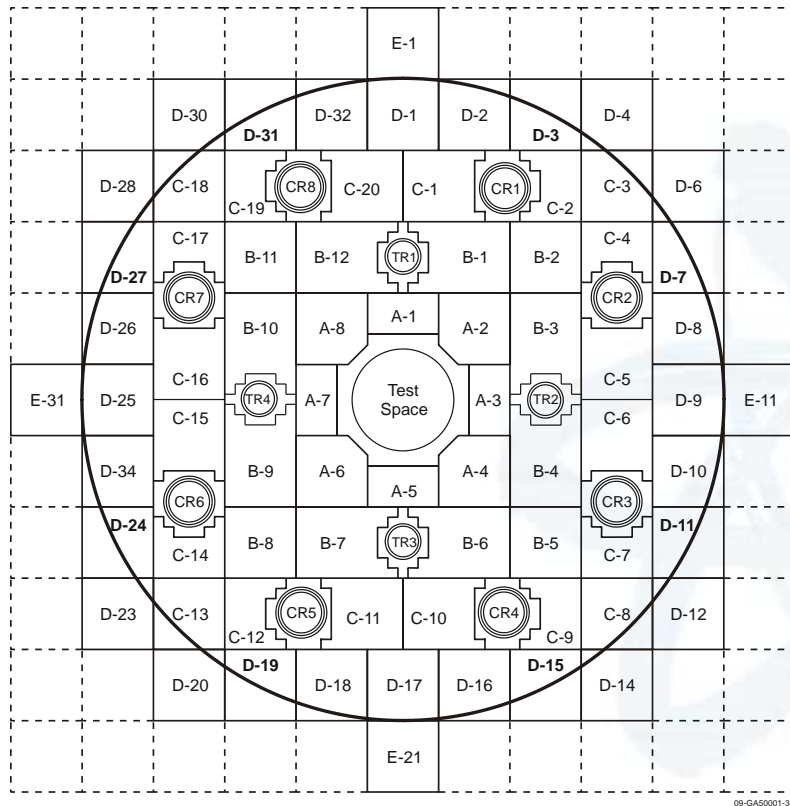 E-1
D-30 D-31 D-32 D-1 D-2 D-3 D-4
D-28 C-18 C-19 CR8 C-20 C-1 CR1 C-2 C-3 D-6
D-27 C-17 B-11 B-12 TR1 B-1 B-2 C-4 D-7
CR7 CR2
D-26 B-10 A-8 A-1 A-2 B-3 D-8
C-16 C-5
E-31 D-25 TR4 A-7 Test Space A-3 TR2 D-9 E-11
C-15 C-6
D-34 B-9 A-6 A-5 A-4 B-4 D-10
CR6 CR3
D-24 C-14 B-8 B-7 TR3 B-6 B-5 C-7 D-11
D-23 C-13 C-12 CR5 C-11 C-10 CR4 C-9 C-8 D-12
D-20 D-19 D-18 D-17 D-16 D-15 D-14
E-21
09-GA50001-3